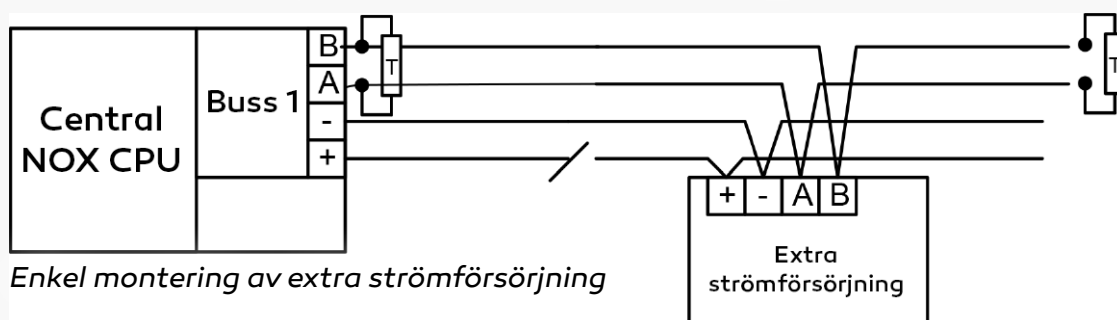 B
T
T
A
Buss 1
-
+
Central
NOX CPU
+ - A B
Extra
strömförsörjning
Enkel montering av extra strömförsörjning